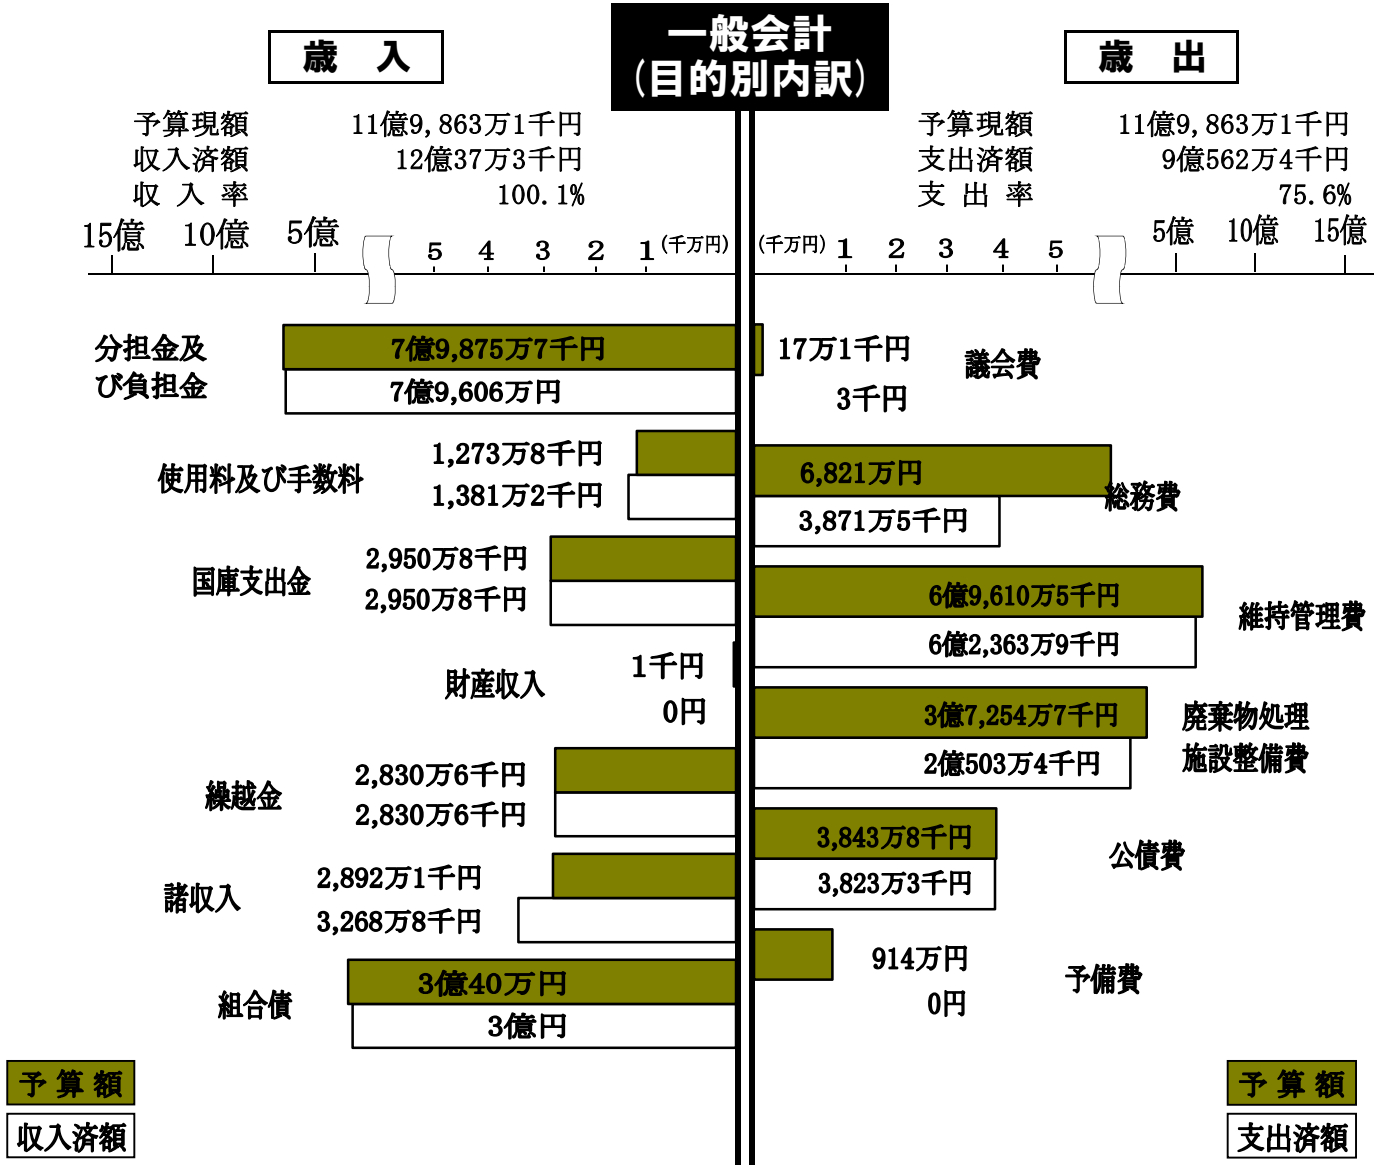 一般会計
(目的別内訳)
歳 入
予算現額 11億9,863万1千円
収入済額 12億37万3千円
収 入 率 100.1%
15億 10億 5億 5 4 3 2 1 (千万円)
分担金及
び負担金
7億9,875万7千円
7億9,606万円
使用料及び手数料
1,273万8千円
1,381万2千円
国庫支出金
2,950万8千円
2,950万8千円
財産収入
1千円
0円
繰越金
2,830万6千円
2,830万6千円
諸収入
2,892万1千円
3,268万8千円
組合債
3億40万円
3億円
予 算 額
収入済額
歳 出
予算現額 11億9,863万1千円
支出済額 9億562万4千円
支 出 率 75.6%
(千万円) 1 2 3 4 5 5億 10億 15億
17万1千円
3千円
議会費
6,821万円
3,871万5千円
総務費
6億9,610万5千円
6億2,363万9千円
維持管理費
3億7,254万7千円
2億503万4千円
廃棄物処理
施設整備費
3,843万8千円
3,823万3千円
公債費
914万円
0円
予備費
予 算 額
支出済額